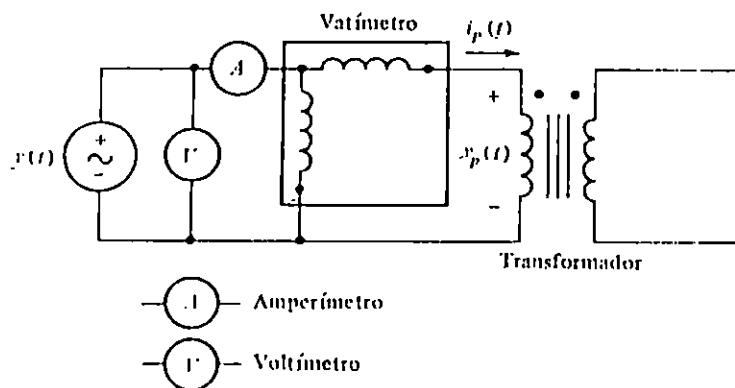 Vatímetro
i_p(t)
A
+
+
v(t)
V
v_p(t)
-
-
Transformador
A Amperímetro
V Voltímetro